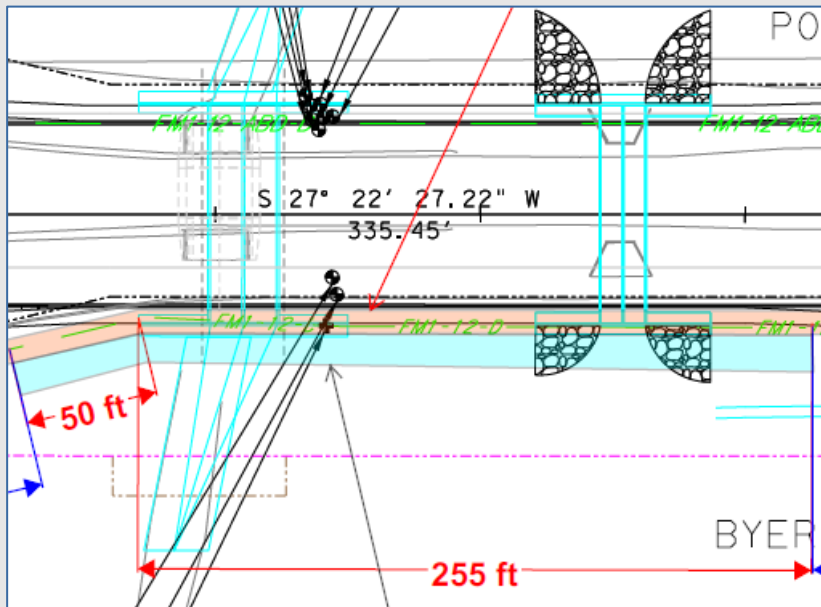 PO
FM1-12-ABD-D
FM1-12-ABD
S 27° 22' 27.22" W
335.45'
FM1-12-C
FM1-12-D
FM1-1
50 ft
BYER
255 ft